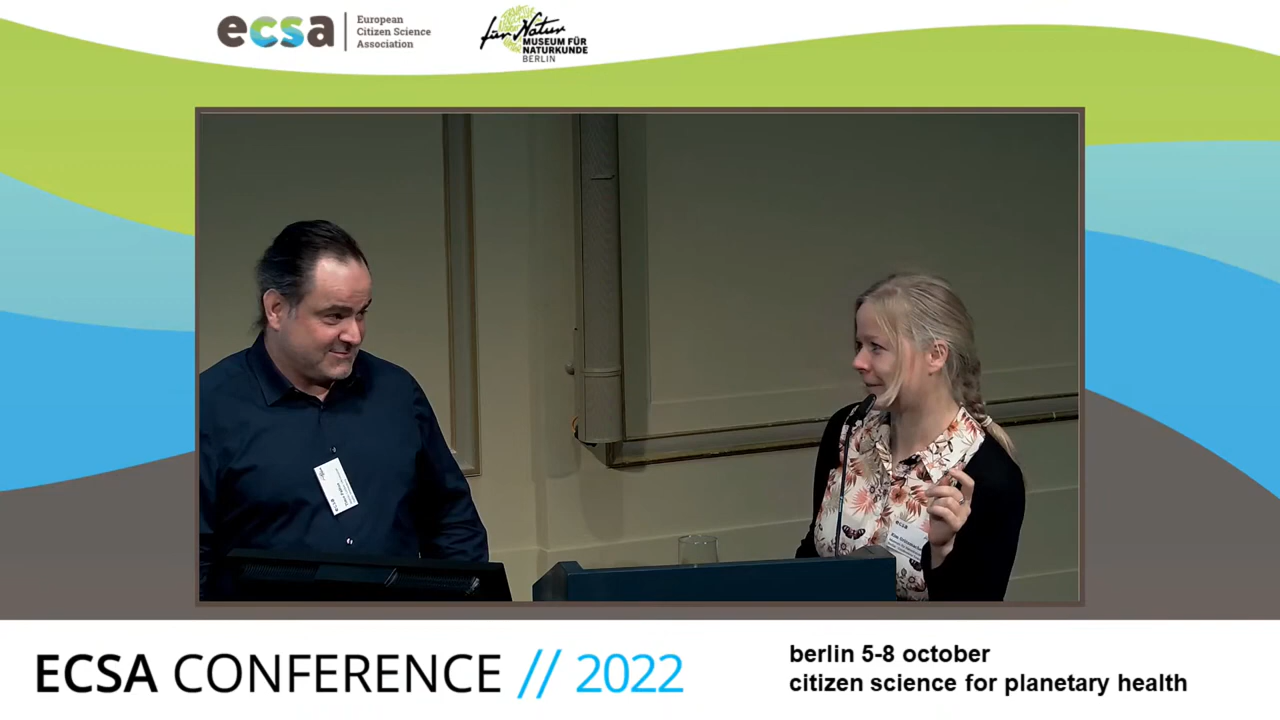 ecsa
European
Citizen Science
Association
für Natur
MUSEUM FÜR
NATURKUNDE
BERLIN
ecsa
ECSA CONFERENCE // 2022
berlin 5-8 october
citizen science for planetary health